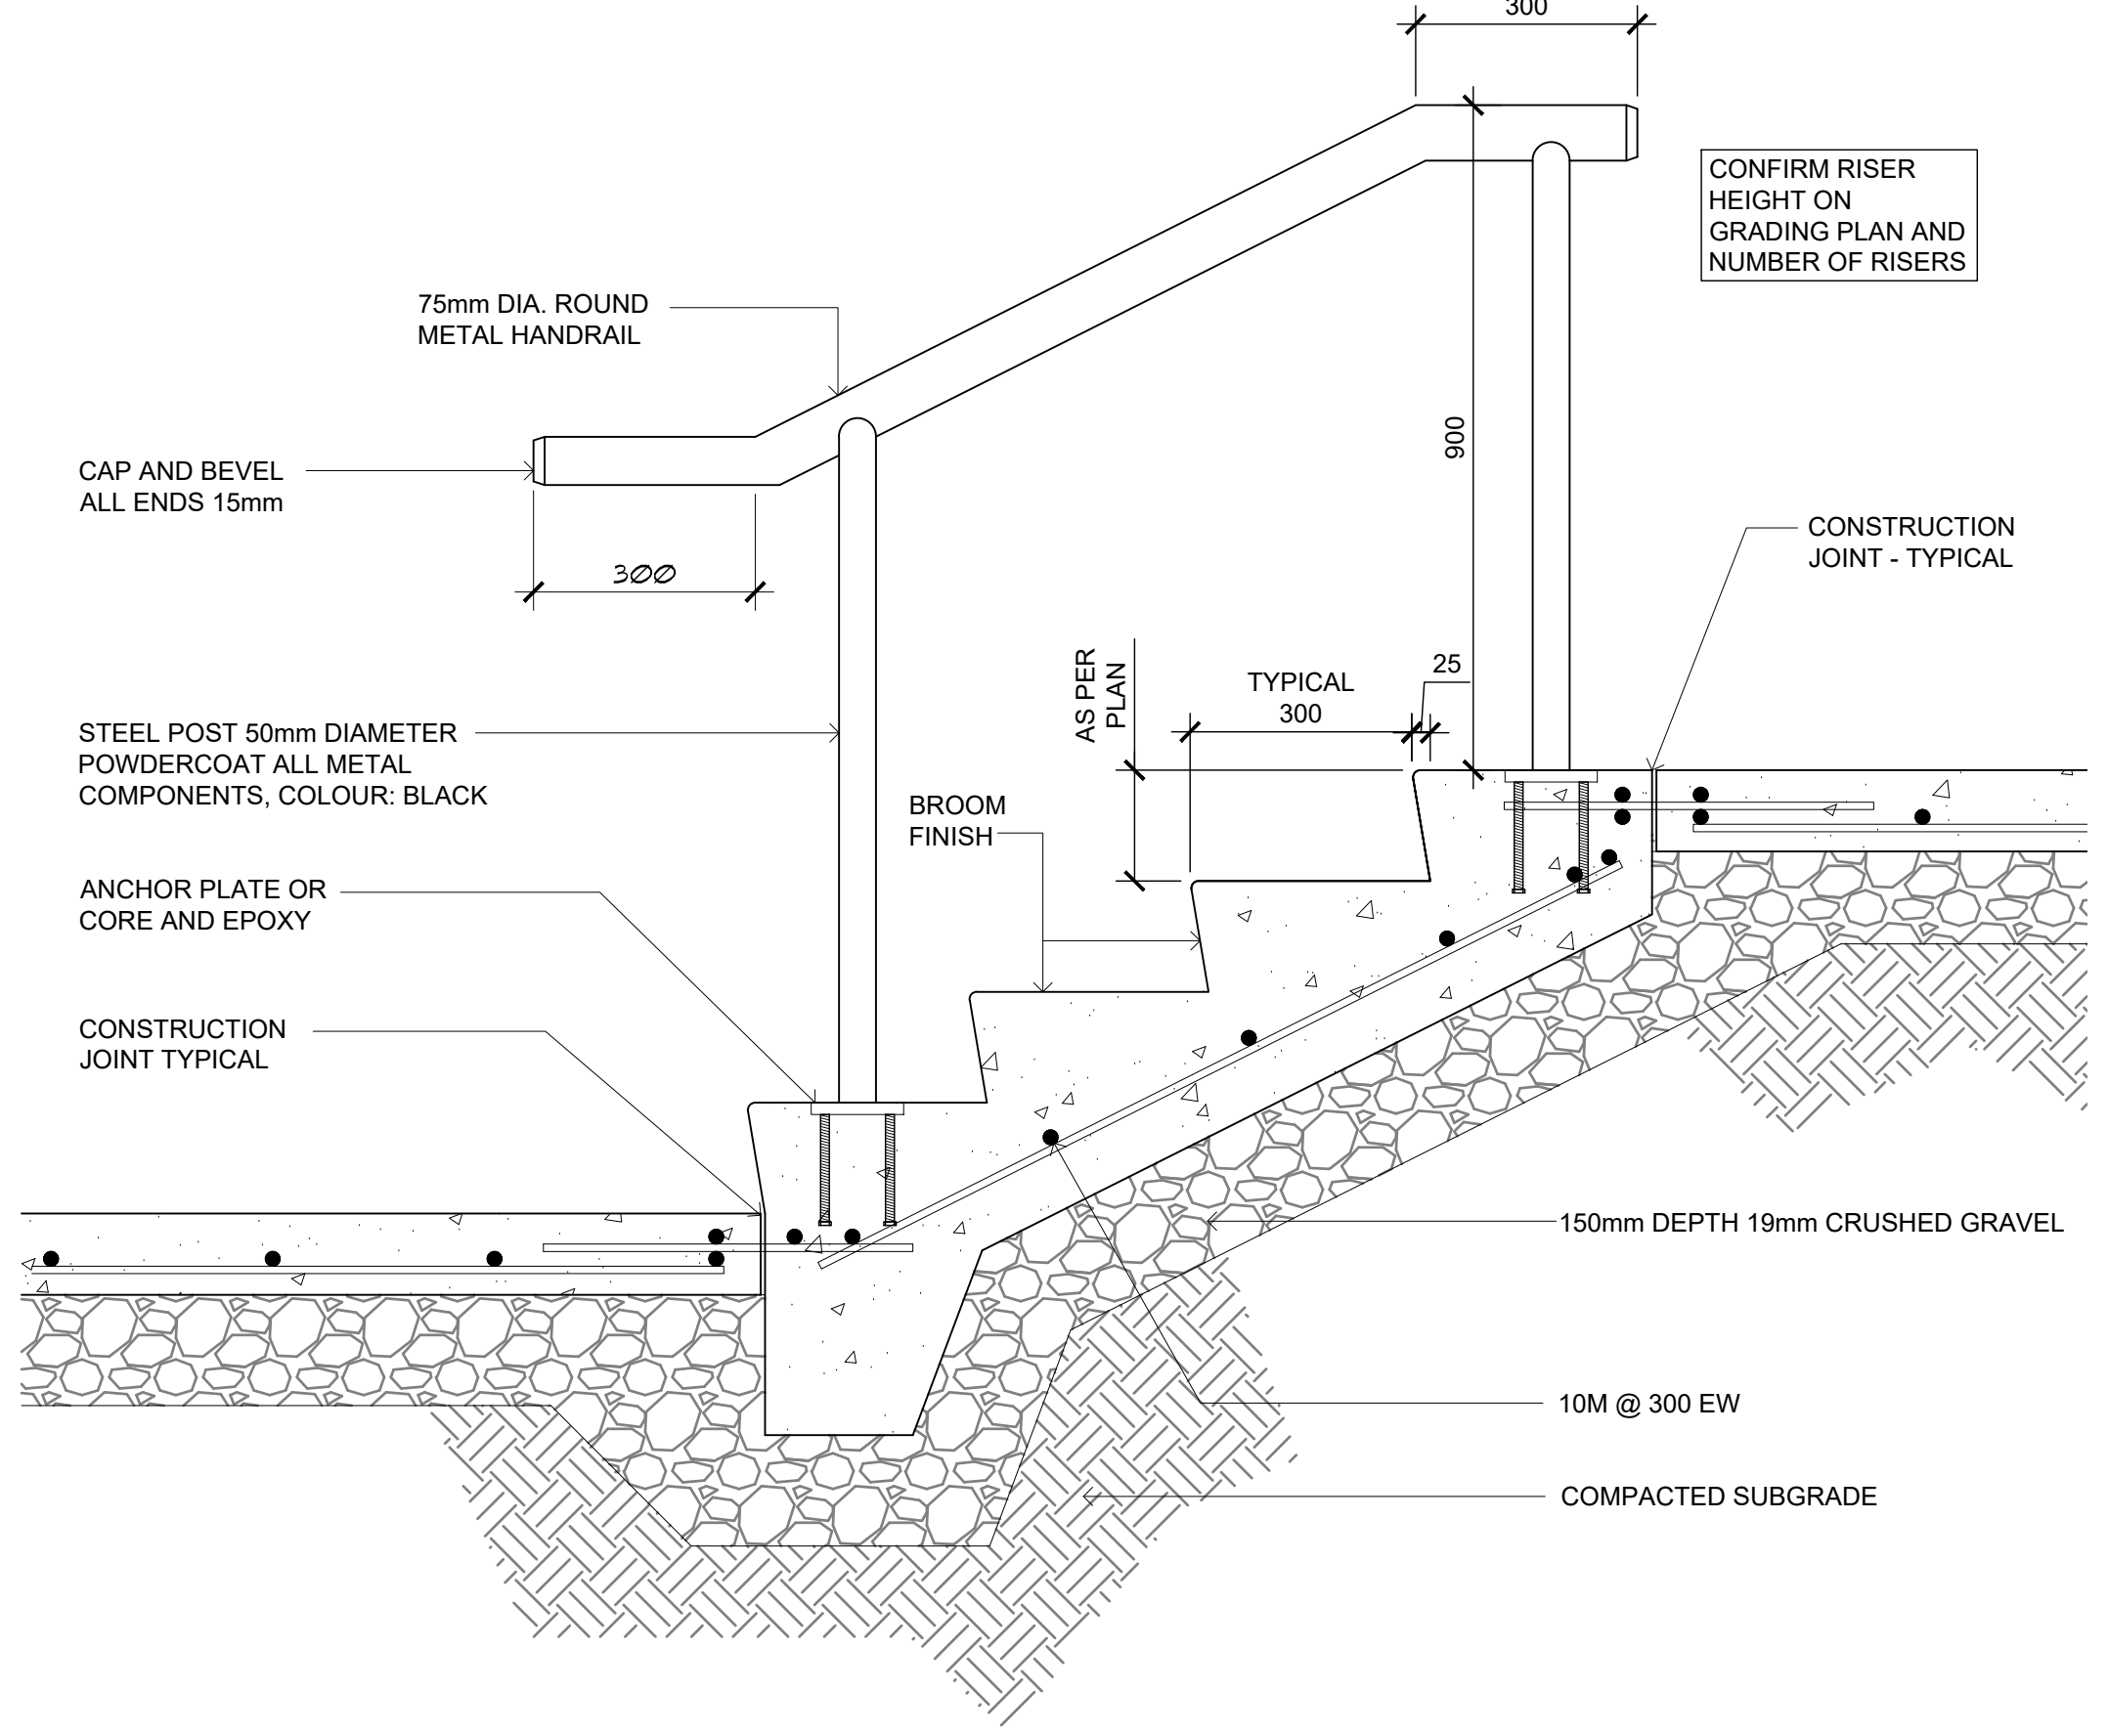 300
CONFIRM RISER
HEIGHT ON
GRADING PLAN AND
NUMBER OF RISERS
75mm DIA. ROUND
METAL HANDRAIL
900
CAP AND BEVEL
ALL ENDS 15mm
CONSTRUCTION
JOINT - TYPICAL
300
AS PER
PLAN
TYPICAL
300
25
STEEL POST 50mm DIAMETER
POWDERCOAT ALL METAL
COMPONENTS, COLOUR: BLACK
BROOM
FINISH
ANCHOR PLATE OR
CORE AND EPOXY
CONSTRUCTION
JOINT TYPICAL
150mm DEPTH 19mm CRUSHED GRAVEL
10M @ 300 EW
COMPACTED SUBGRADE